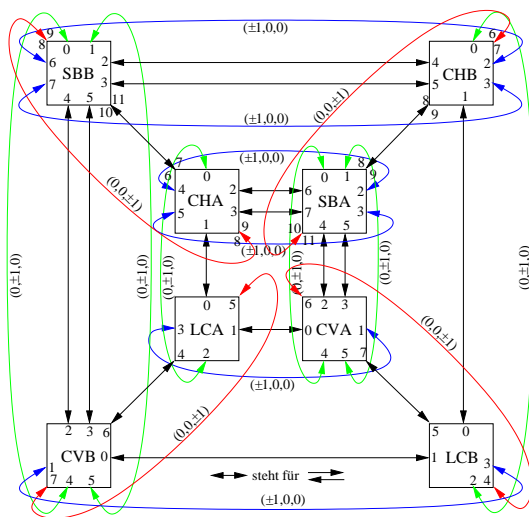 (±1,0,0)
9
8 0 1
6 SBB 2
7 3
4 5 11
10
(±1,0,0)
0 6
7
4 CHB 2
5 3
8 1
9
(0,0,±1)
(±1,0,0)
7
6 0
4 CHA 2
5 3
1 9
8
(±1,0,0)
0 1 8
9
6 SBA 2
7 3
10 4 5
11
(0,0,±1)
(0,±1,0)
(0,±1,0)
(0,±1,0)
(0,±1,0)
(0,±1,0)
0 5
3 LCA 1
4 2
6 2 3
0 CVA 1
4 5 7
(±1,0,0)
(0,0,±1)
(0,0,±1)
2 3 6
CVB 0
1
7 4 5
5 0
1 LCB 3
2 4
steht für
(±1,0,0)